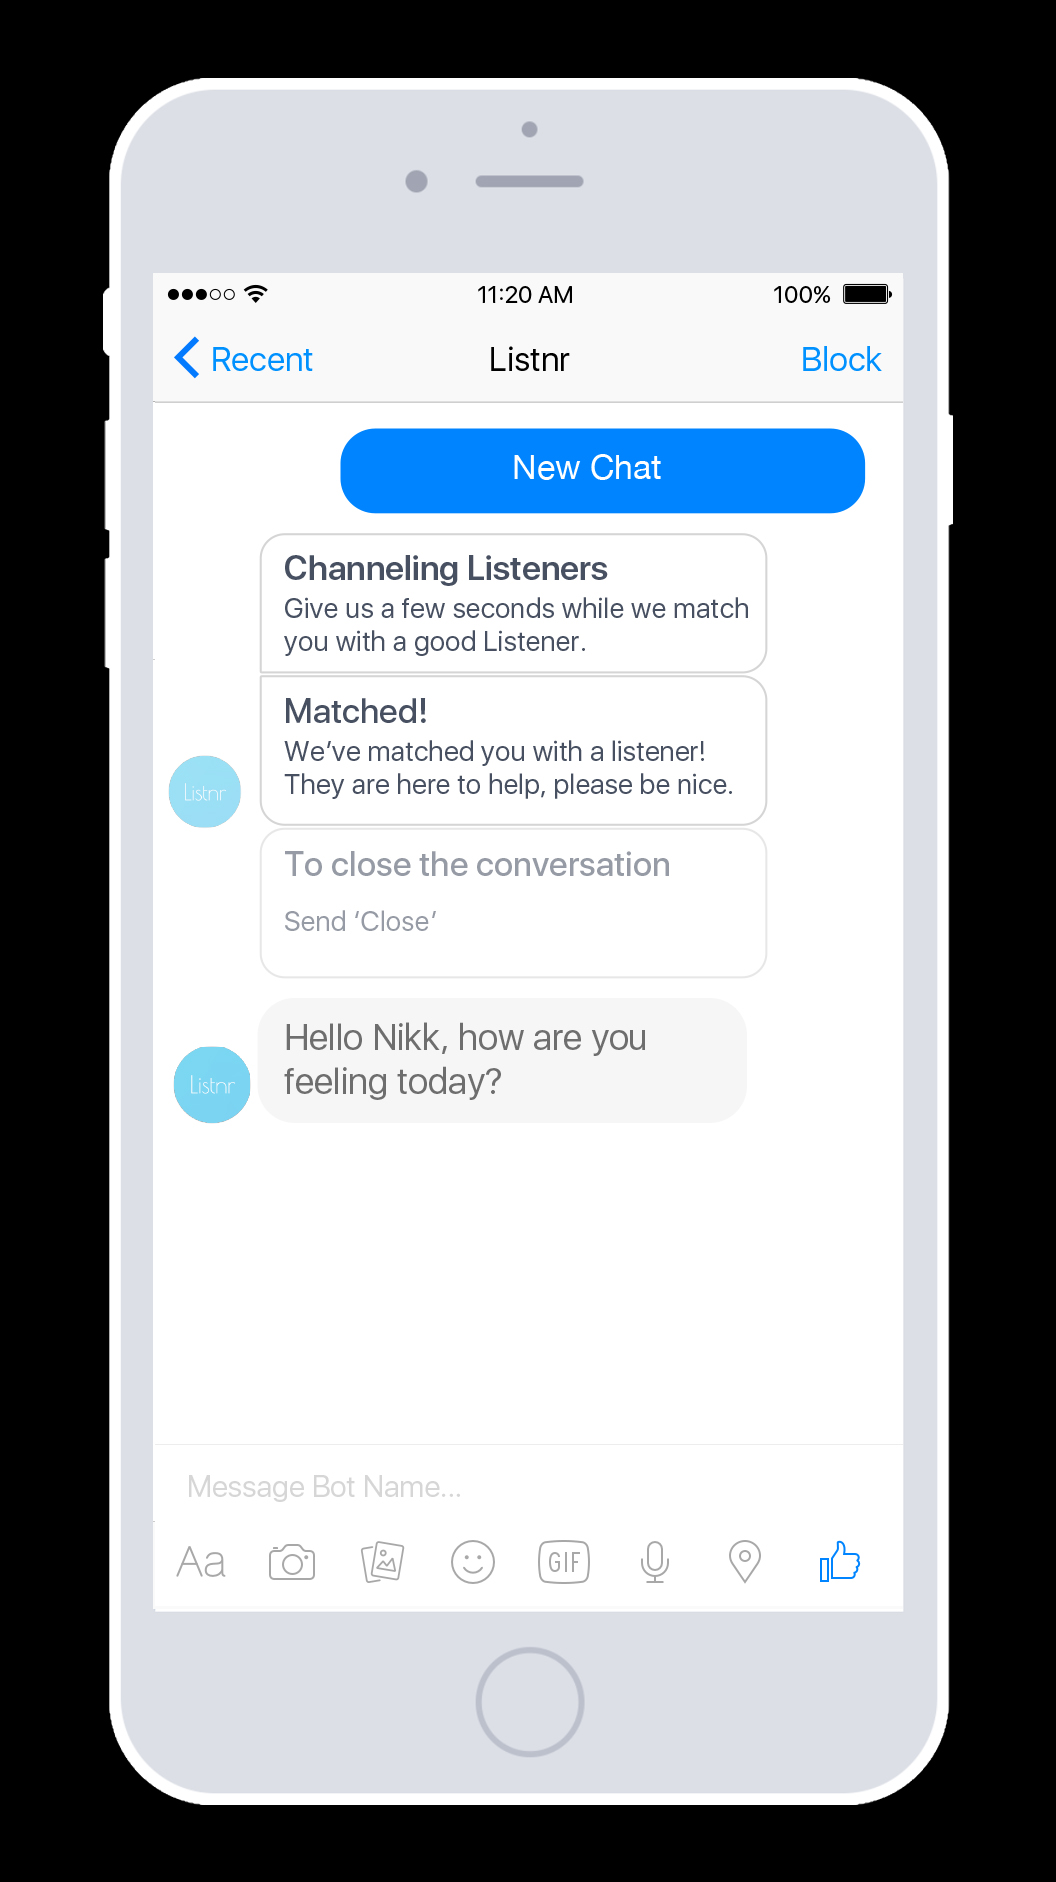 11:20 AM 100%
Recent Listnr Block
New Chat
Channeling Listeners
Give us a few seconds while we match
you with a good Listener.
Matched!
We’ve matched you with a listener!
They are here to help, please be nice.
Listnr
To close the conversation
Send ‘Close’
Hello Nikk, how are you
feeling today?
Listnr
Message Bot Name...
Aa GIF